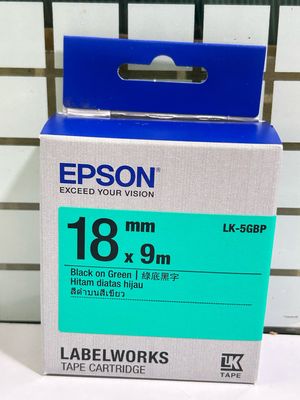 EPSON
EXCEED YOUR VISION
18 mm x 9m
LK-5GBP
Black on Green | 綠底黑字
Hitam diatas hijau
สีดำบนสีเขียว
LABELWORKS
TAPE CARTRIDGE
LK
TAPE